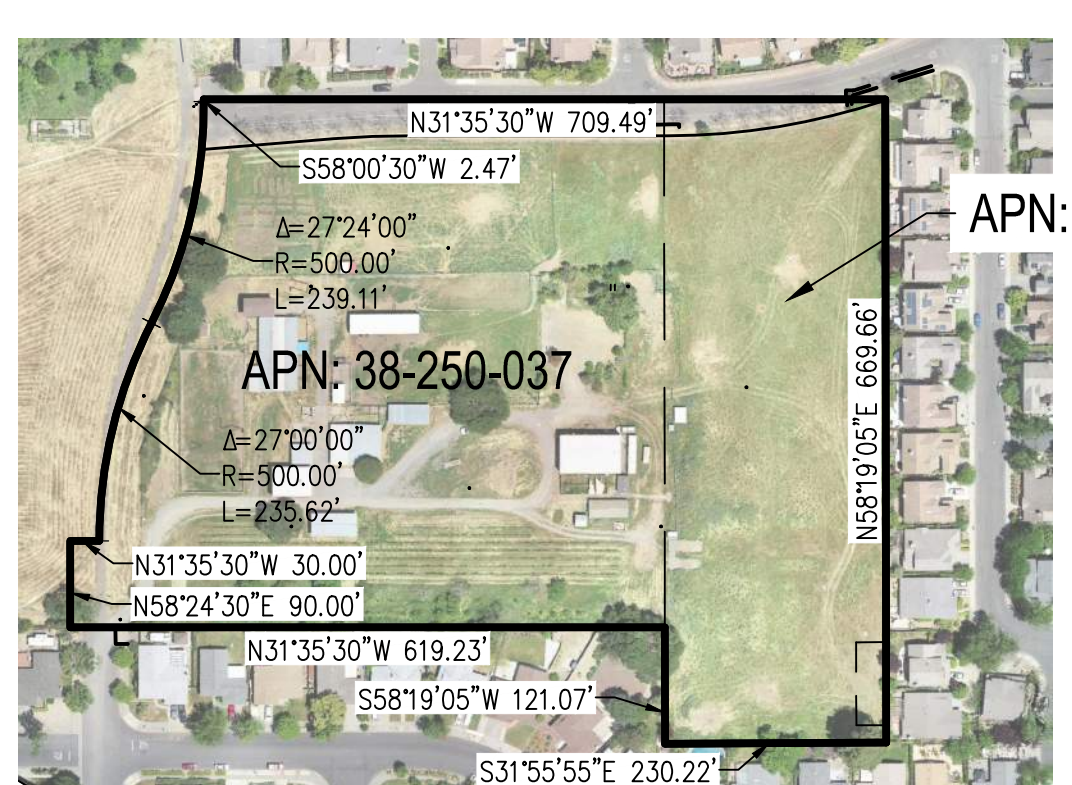 N31°35'30"W 709.49'
S58°00'30"W 2.47'
Δ=27°24'00"
R=500.00'
L=239.11'
APN:
APN: 38-250-037
N58°19'05"E 669.66'
Δ=27°00'00"
R=500.00'
L=235.62'
N31°35'30"W 30.00'
N58°24'30"E 90.00'
N31°35'30"W 619.23'
S58°19'05"W 121.07'
S31°55'55"E 230.22'